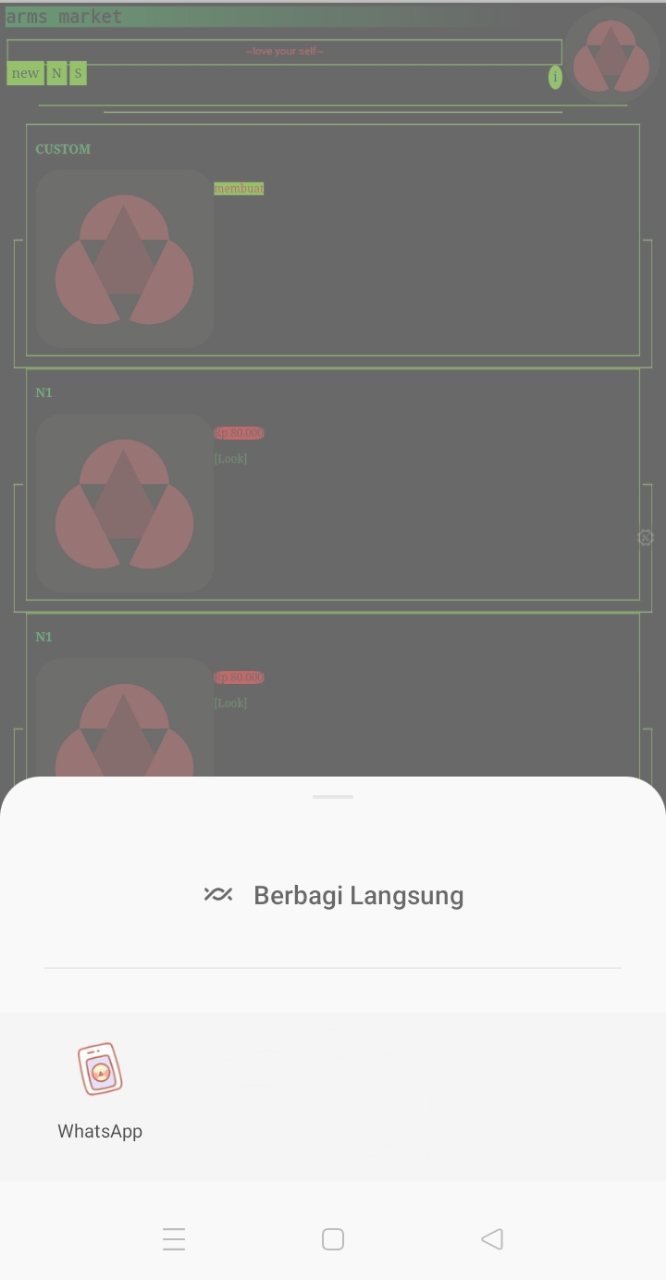 arms market
~love your self~
new N S
i
CUSTOM
membuat
N1
Rp.80.000
[Look]
N1
Rp.80.000
[Look]
Berbagi Langsung
WhatsApp